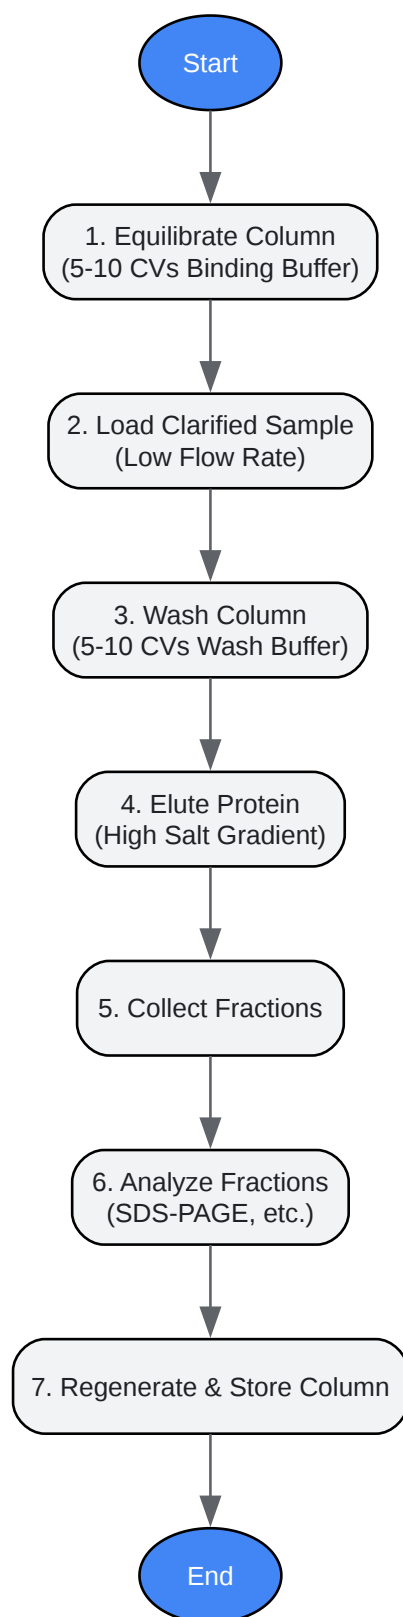 Start
1. Equilibrate Column
(5-10 CVs Binding Buffer)
2. Load Clarified Sample
(Low Flow Rate)
3. Wash Column
(5-10 CVs Wash Buffer)
4. Elute Protein
(High Salt Gradient)
5. Collect Fractions
6. Analyze Fractions
(SDS-PAGE, etc.)
7. Regenerate & Store Column
End